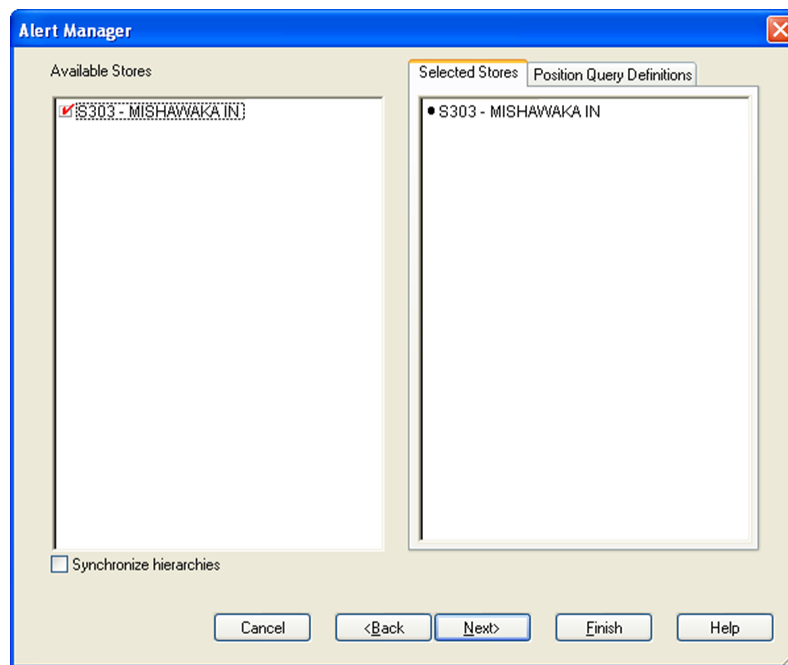 Alert Manager
Available Stores
Selected Stores
Position Query Definitions
S303 - MISHAWAKA IN
S303 - MISHAWAKA IN
Synchronize hierarchies
Cancel
<Back
Next>
Finish
Help